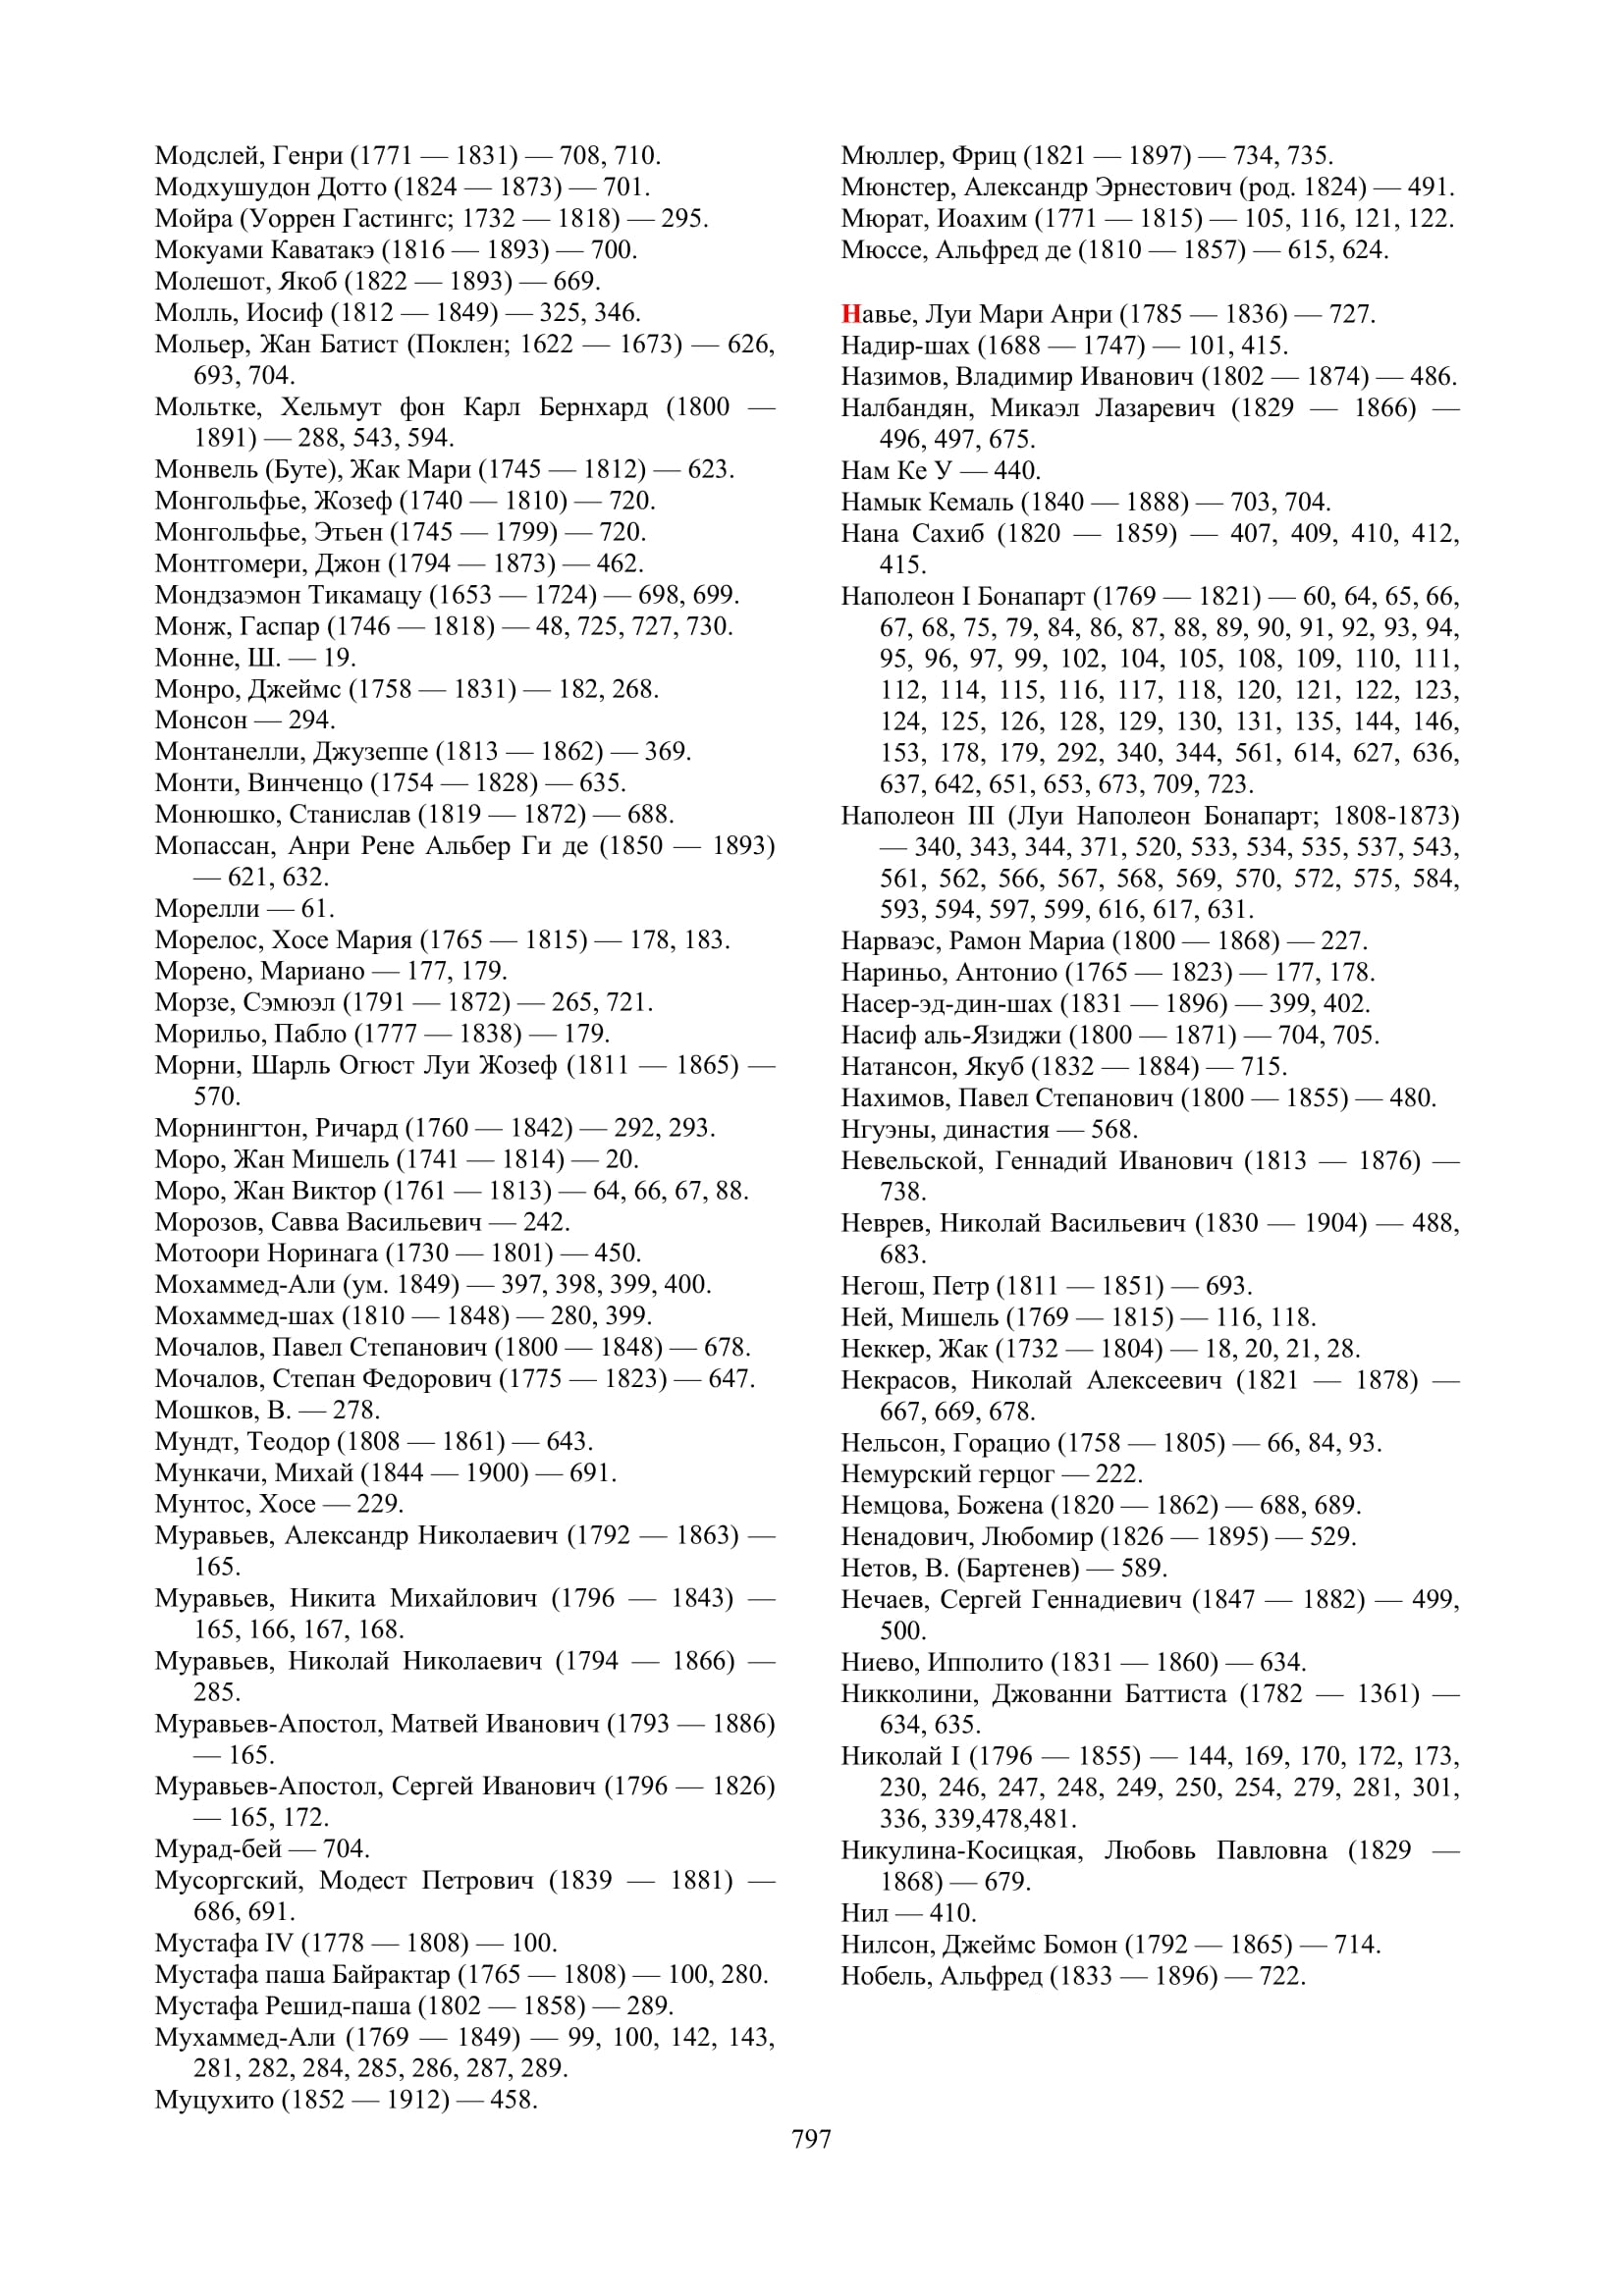 Модслей, Генри (1771 — 1831) — 708, 710.
Модхушудон Дотто (1824 — 1873) — 701.
Мойра (Уоррен Гастингс; 1732 — 1818) — 295.
Мокуами Каватакэ (1816 — 1893) — 700.
Молешот, Якоб (1822 — 1893) — 669.
Молль, Иосиф (1812 — 1849) — 325, 346.
Мольер, Жан Батист (Поклен; 1622 — 1673) — 626,
693, 704.
Мольтке, Хельмут фон Карл Бернхард (1800 —
1891) — 288, 543, 594.
Монвель (Буте), Жак Мари (1745 — 1812) — 623.
Монгольфье, Жозеф (1740 — 1810) — 720.
Монгольфье, Этьен (1745 — 1799) — 720.
Монтгомери, Джон (1794 — 1873) — 462.
Мондзаэмон Тикамацу (1653 — 1724) — 698, 699.
Монж, Гаспар (1746 — 1818) — 48, 725, 727, 730.
Монне, Ш. — 19.
Монро, Джеймс (1758 — 1831) — 182, 268.
Монсон — 294.
Монтанелли, Джузеппе (1813 — 1862) — 369.
Монти, Винченцо (1754 — 1828) — 635.
Монюшко, Станислав (1819 — 1872) — 688.
Мопассан, Анри Рене Альбер Ги де (1850 — 1893)
— 621, 632.
Морелли — 61.
Морелос, Хосе Мария (1765 — 1815) — 178, 183.
Морено, Мариано — 177, 179.
Морзе, Сэмюэл (1791 — 1872) — 265, 721.
Морильо, Пабло (1777 — 1838) — 179.
Морни, Шарль Огюст Луи Жозеф (1811 — 1865) —
570.
Морнингтон, Ричард (1760 — 1842) — 292, 293.
Моро, Жан Мишель (1741 — 1814) — 20.
Моро, Жан Виктор (1761 — 1813) — 64, 66, 67, 88.
Морозов, Савва Васильевич — 242.
Мотоори Норинага (1730 — 1801) — 450.
Мохаммед-Али (ум. 1849) — 397, 398, 399, 400.
Мохаммед-шах (1810 — 1848) — 280, 399.
Мочалов, Павел Степанович (1800 — 1848) — 678.
Мочалов, Степан Федорович (1775 — 1823) — 647.
Мошков, В. — 278.
Мундт, Теодор (1808 — 1861) — 643.
Мункачи, Михай (1844 — 1900) — 691.
Мунтос, Хосе — 229.
Муравьев, Александр Николаевич (1792 — 1863) —
165.
Муравьев, Никита Михайлович (1796 — 1843) —
165, 166, 167, 168.
Муравьев, Николай Николаевич (1794 — 1866) —
285.
Муравьев-Апостол, Матвей Иванович (1793 — 1886)
— 165.
Муравьев-Апостол, Сергей Иванович (1796 — 1826)
— 165, 172.
Мурад-бей — 704.
Мусоргский, Модест Петрович (1839 — 1881) —
686, 691.
Мустафа IV (1778 — 1808) — 100.
Мустафа паша Байрактар (1765 — 1808) — 100, 280.
Мустафа Решид-паша (1802 — 1858) — 289.
Мухаммед-Али (1769 — 1849) — 99, 100, 142, 143,
281, 282, 284, 285, 286, 287, 289.
Муцухито (1852 — 1912) — 458.
Мюллер, Фриц (1821 — 1897) — 734, 735.
Мюнстер, Александр Эрнестович (род. 1824) — 491.
Мюрат, Иоахим (1771 — 1815) — 105, 116, 121, 122.
Мюссе, Альфред де (1810 — 1857) — 615, 624.
Навье, Луи Мари Анри (1785 — 1836) — 727.
Надир-шах (1688 — 1747) — 101, 415.
Назимов, Владимир Иванович (1802 — 1874) — 486.
Налбандян, Микаэл Лазаревич (1829 — 1866) —
496, 497, 675.
Нам Ке У — 440.
Намык Кемаль (1840 — 1888) — 703, 704.
Нана Сахиб (1820 — 1859) — 407, 409, 410, 412,
415.
Наполеон I Бонапарт (1769 — 1821) — 60, 64, 65, 66,
67, 68, 75, 79, 84, 86, 87, 88, 89, 90, 91, 92, 93, 94,
95, 96, 97, 99, 102, 104, 105, 108, 109, 110, 111,
112, 114, 115, 116, 117, 118, 120, 121, 122, 123,
124, 125, 126, 128, 129, 130, 131, 135, 144, 146,
153, 178, 179, 292, 340, 344, 561, 614, 627, 636,
637, 642, 651, 653, 673, 709, 723.
Наполеон III (Луи Наполеон Бонапарт; 1808-1873)
— 340, 343, 344, 371, 520, 533, 534, 535, 537, 543,
561, 562, 566, 567, 568, 569, 570, 572, 575, 584,
593, 594, 597, 599, 616, 617, 631.
Нарваэс, Рамон Мариа (1800 — 1868) — 227.
Нариньо, Антонио (1765 — 1823) — 177, 178.
Насер-эд-дин-шах (1831 — 1896) — 399, 402.
Насиф аль-Язиджи (1800 — 1871) — 704, 705.
Натансон, Якуб (1832 — 1884) — 715.
Нахимов, Павел Степанович (1800 — 1855) — 480.
Нгуэны, династия — 568.
Невельской, Геннадий Иванович (1813 — 1876) —
738.
Неврев, Николай Васильевич (1830 — 1904) — 488,
683.
Негош, Петр (1811 — 1851) — 693.
Ней, Мишель (1769 — 1815) — 116, 118.
Неккер, Жак (1732 — 1804) — 18, 20, 21, 28.
Некрасов, Николай Алексеевич (1821 — 1878) —
667, 669, 678.
Нельсон, Горацио (1758 — 1805) — 66, 84, 93.
Немурский герцог — 222.
Немцова, Божена (1820 — 1862) — 688, 689.
Ненадович, Любомир (1826 — 1895) — 529.
Нетов, В. (Бартенев) — 589.
Нечаев, Сергей Геннадиевич (1847 — 1882) — 499,
500.
Ниево, Ипполито (1831 — 1860) — 634.
Никколини, Джованни Баттиста (1782 — 1361) —
634, 635.
Николай I (1796 — 1855) — 144, 169, 170, 172, 173,
230, 246, 247, 248, 249, 250, 254, 279, 281, 301,
336, 339,478,481.
Никулина-Косицкая, Любовь Павловна (1829 —
1868) — 679.
Нил — 410.
Нилсон, Джеймс Бомон (1792 — 1865) — 714.
Нобель, Альфред (1833 — 1896) — 722.
797